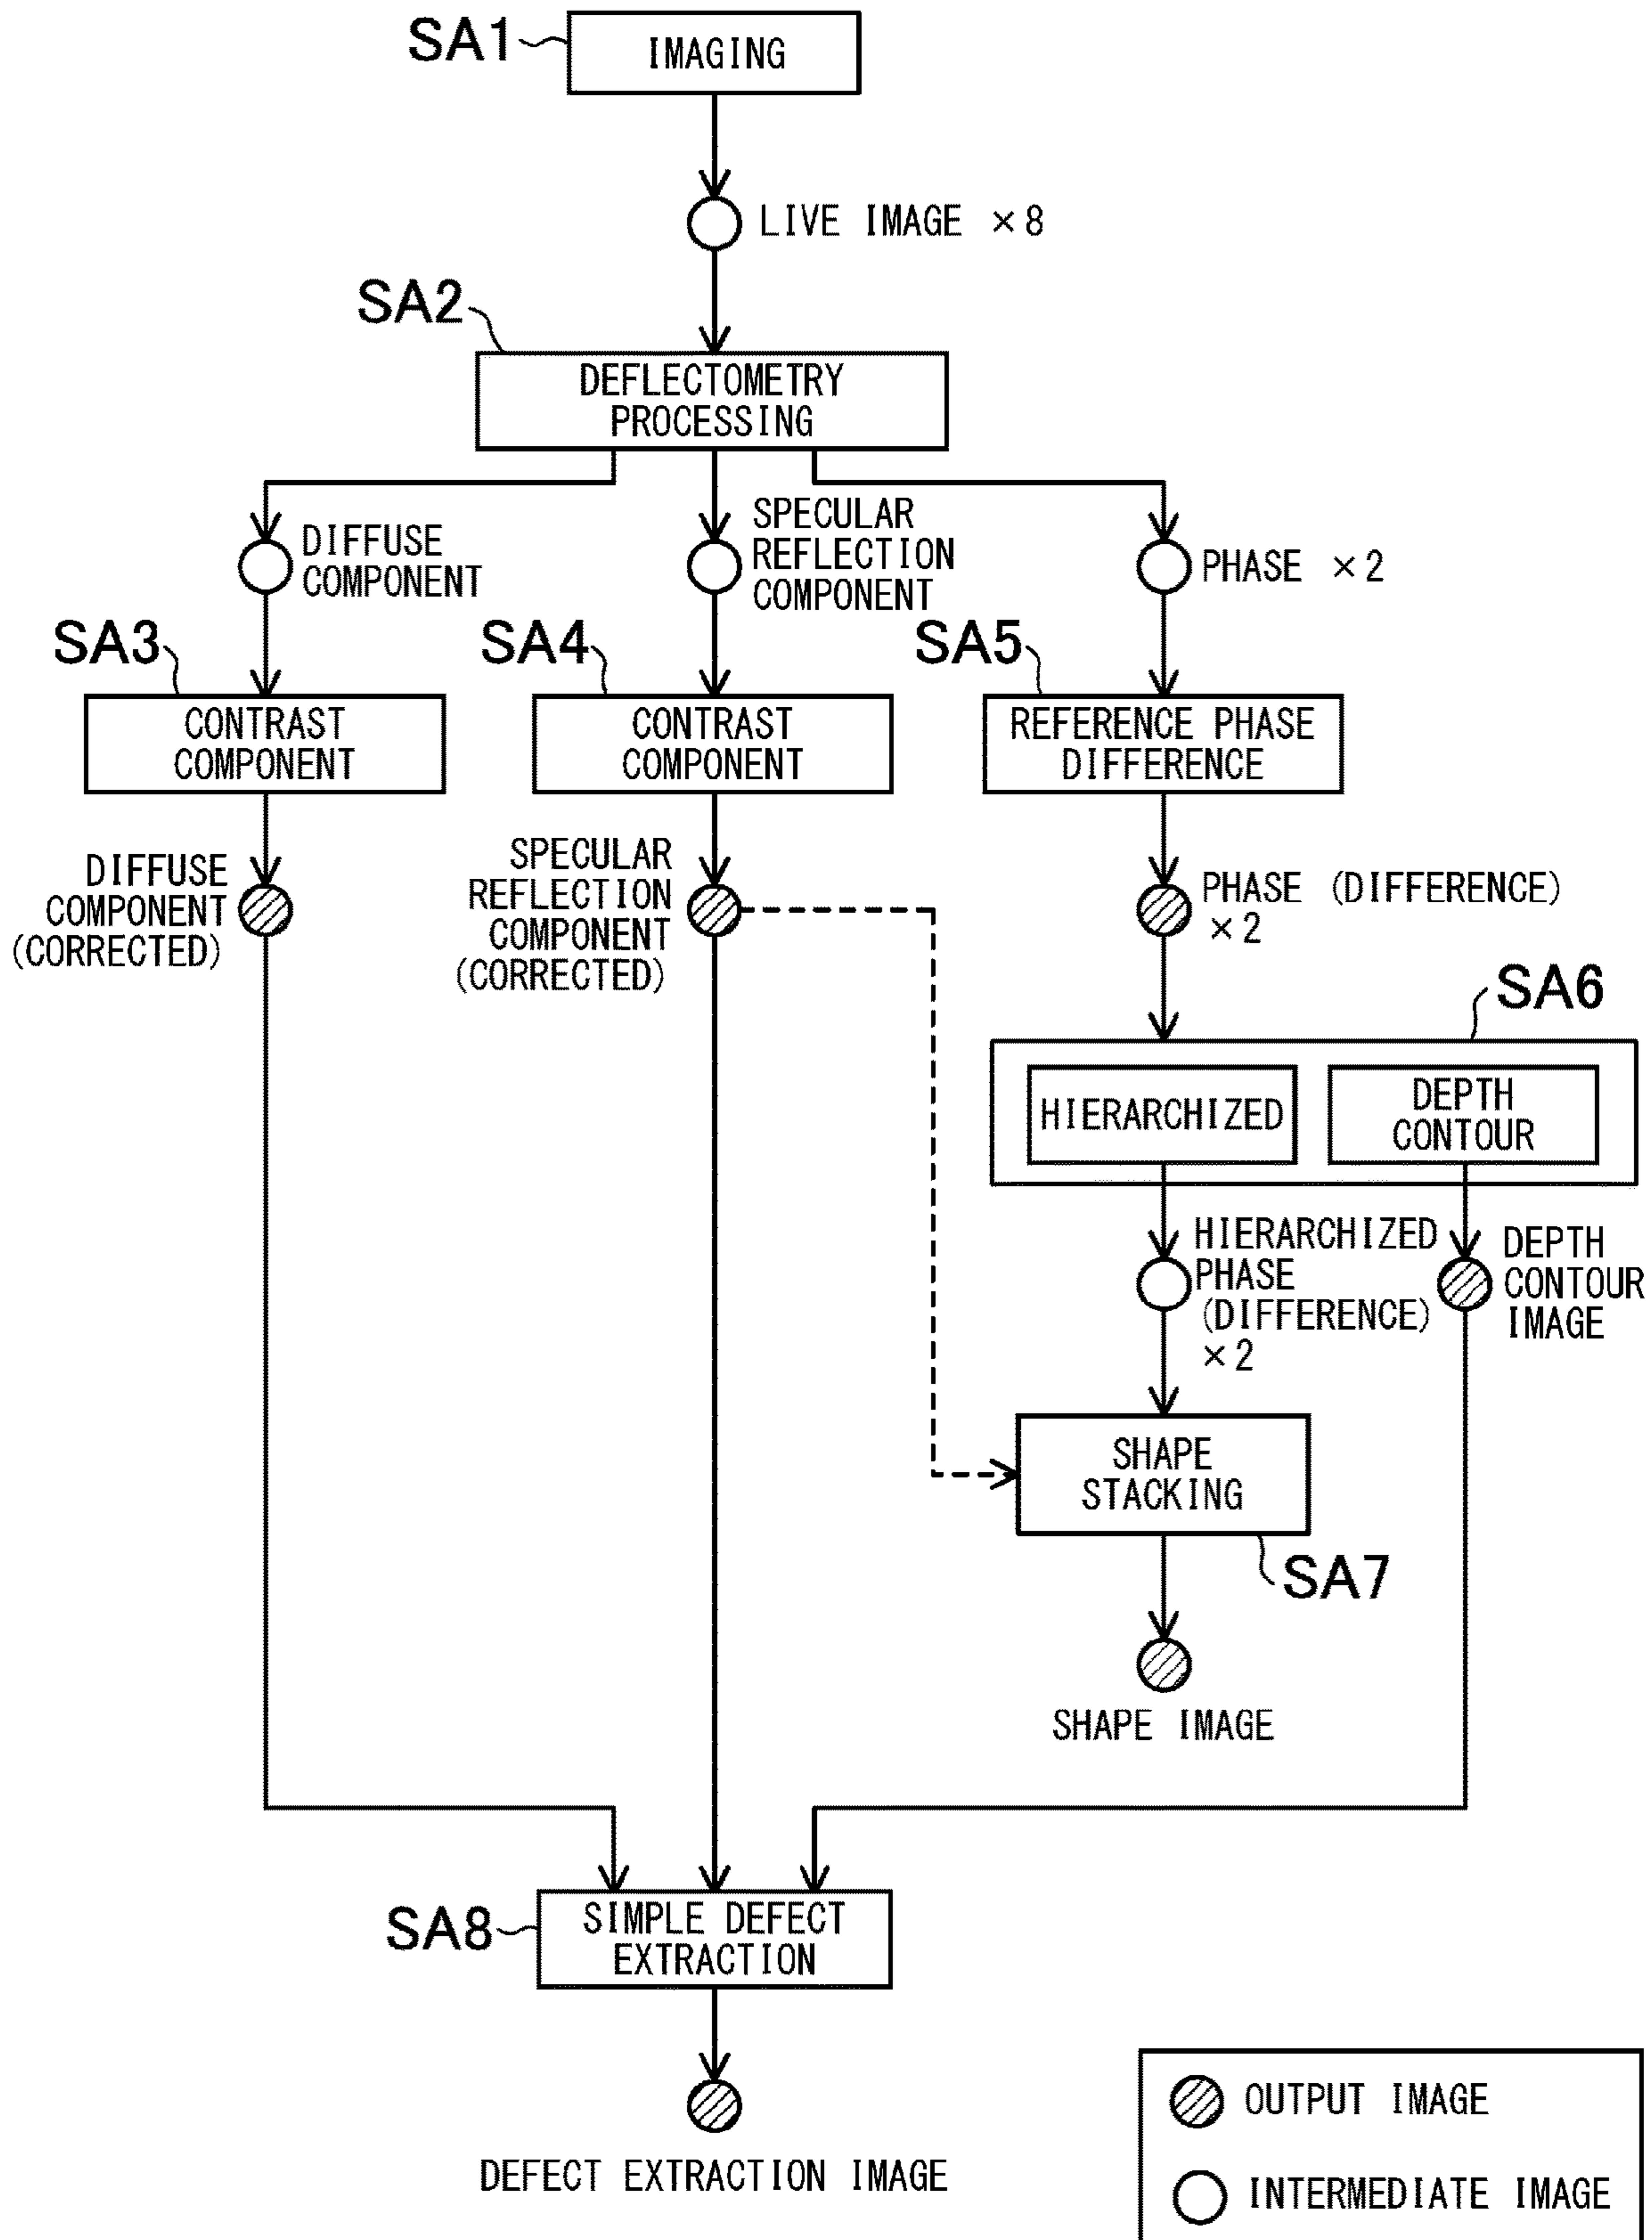 SA1
IMAGING
LIVE IMAGE ×8
SA2
DEFLECTOMETRY
PROCESSING
DIFFUSE
COMPONENT
SPECULAR
REFLECTION
COMPONENT
PHASE ×2
SA3
SA4
SA5
CONTRAST
COMPONENT
CONTRAST
COMPONENT
REFERENCE PHASE
DIFFERENCE
DIFFUSE
COMPONENT
(CORRECTED)
SPECULAR
REFLECTION
COMPONENT
(CORRECTED)
PHASE (DIFFERENCE)
×2
SA6
HIERARCHIZED
DEPTH
CONTOUR
HIERARCHIZED
PHASE
(DIFFERENCE)
×2
DEPTH
CONTOUR
IMAGE
SHAPE
STACKING
SA7
SHAPE IMAGE
SA8
SIMPLE DEFECT
EXTRACTION
DEFECT EXTRACTION IMAGE
OUTPUT IMAGE
INTERMEDIATE IMAGE